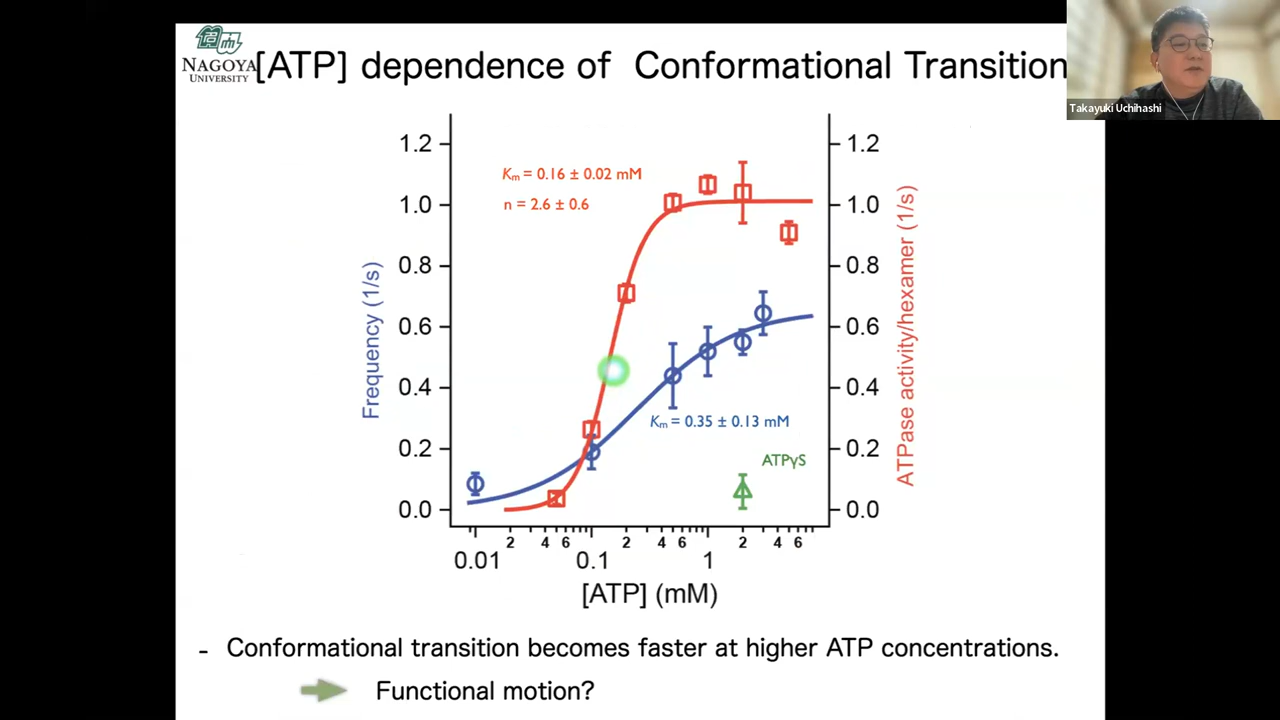 NAGOYA
UNIVERSITY
[ATP] dependence of Conformational Transition
Takayuki Uchihashi
1.2
1.0
0.8
0.6
0.4
0.2
0.0
Frequency (1/s)
Km = 0.16 ± 0.02 mM
n = 2.6 ± 0.6
Km = 0.35 ± 0.13 mM
ATPγS
1.2
1.0
0.8
0.6
0.4
0.2
0.0
ATPase activity/hexamer (1/s)
2 4 6 2 4 6 2 4 6
0.01 0.1 1
[ATP] (mM)
- Conformational transition becomes faster at higher ATP concentrations.
Functional motion?